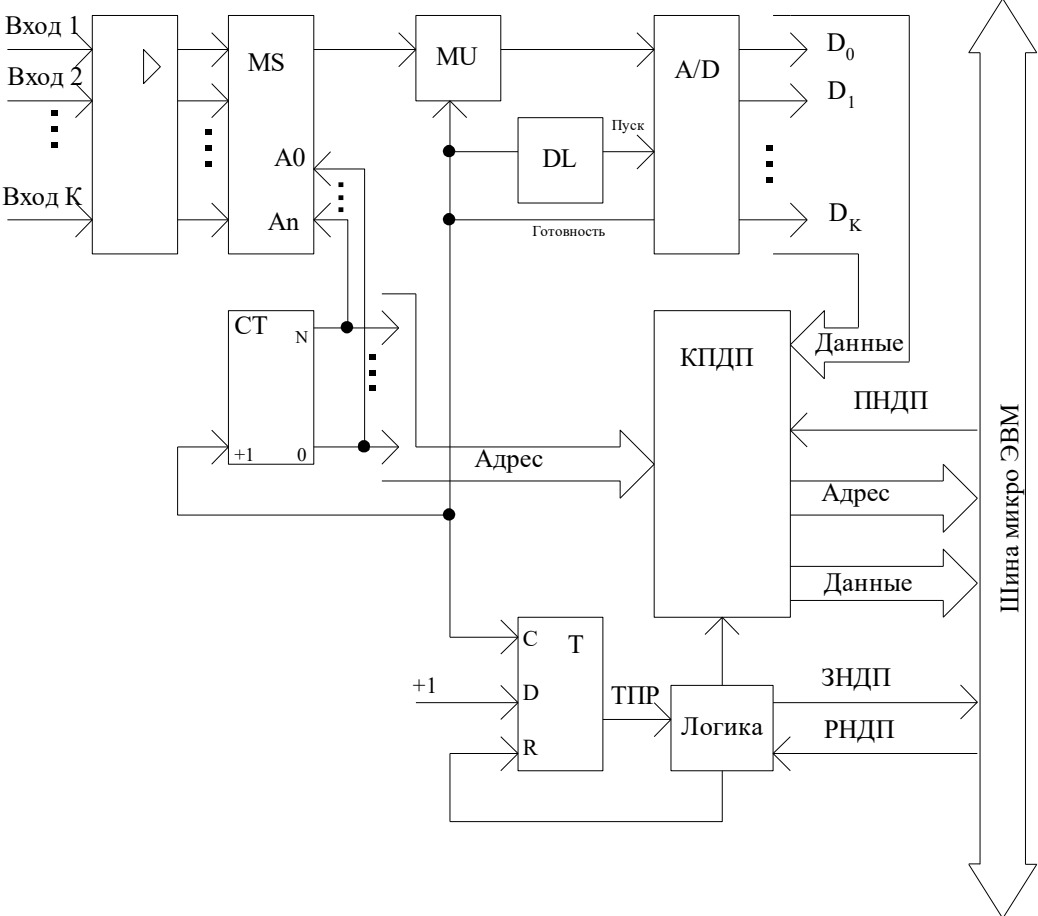 Вход 1
Вход 2
Вход К
MS
A0
An
MU
DL
Пуск
Готовность
A/D
D0
D1
DK
CT
N
+1
0
Адрес
КПДП
Данные
ПНДП
Адрес
Данные
Шина микро ЭВМ
C
T
D
R
+1
ТПР
Логика
ЗНДП
РНДП